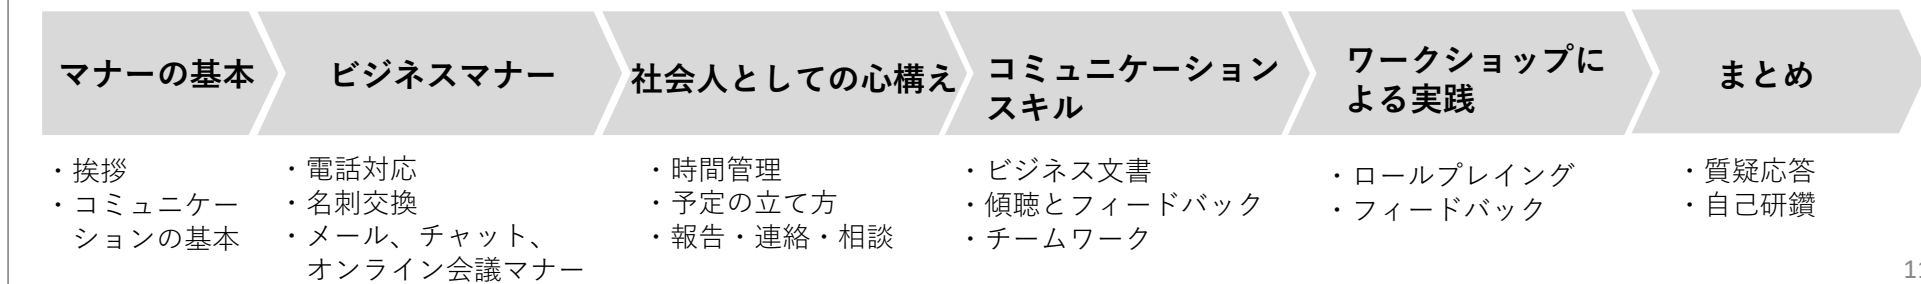 マナーの基本
ビジネスマナー
社会人としての心構え
コミュニケーション
スキル
ワークショップに
よる実践
まとめ
・挨拶
・コミュニケー
ションの基本
・電話対応
・名刺交換
・メール、チャット、
オンライン会議マナー
・時間管理
・予定の立て方
・報告・連絡・相談
・ビジネス文書
・傾聴とフィードバック
・チームワーク
・ロールプレイング
・フィードバック
・質疑応答
・自己研鑽